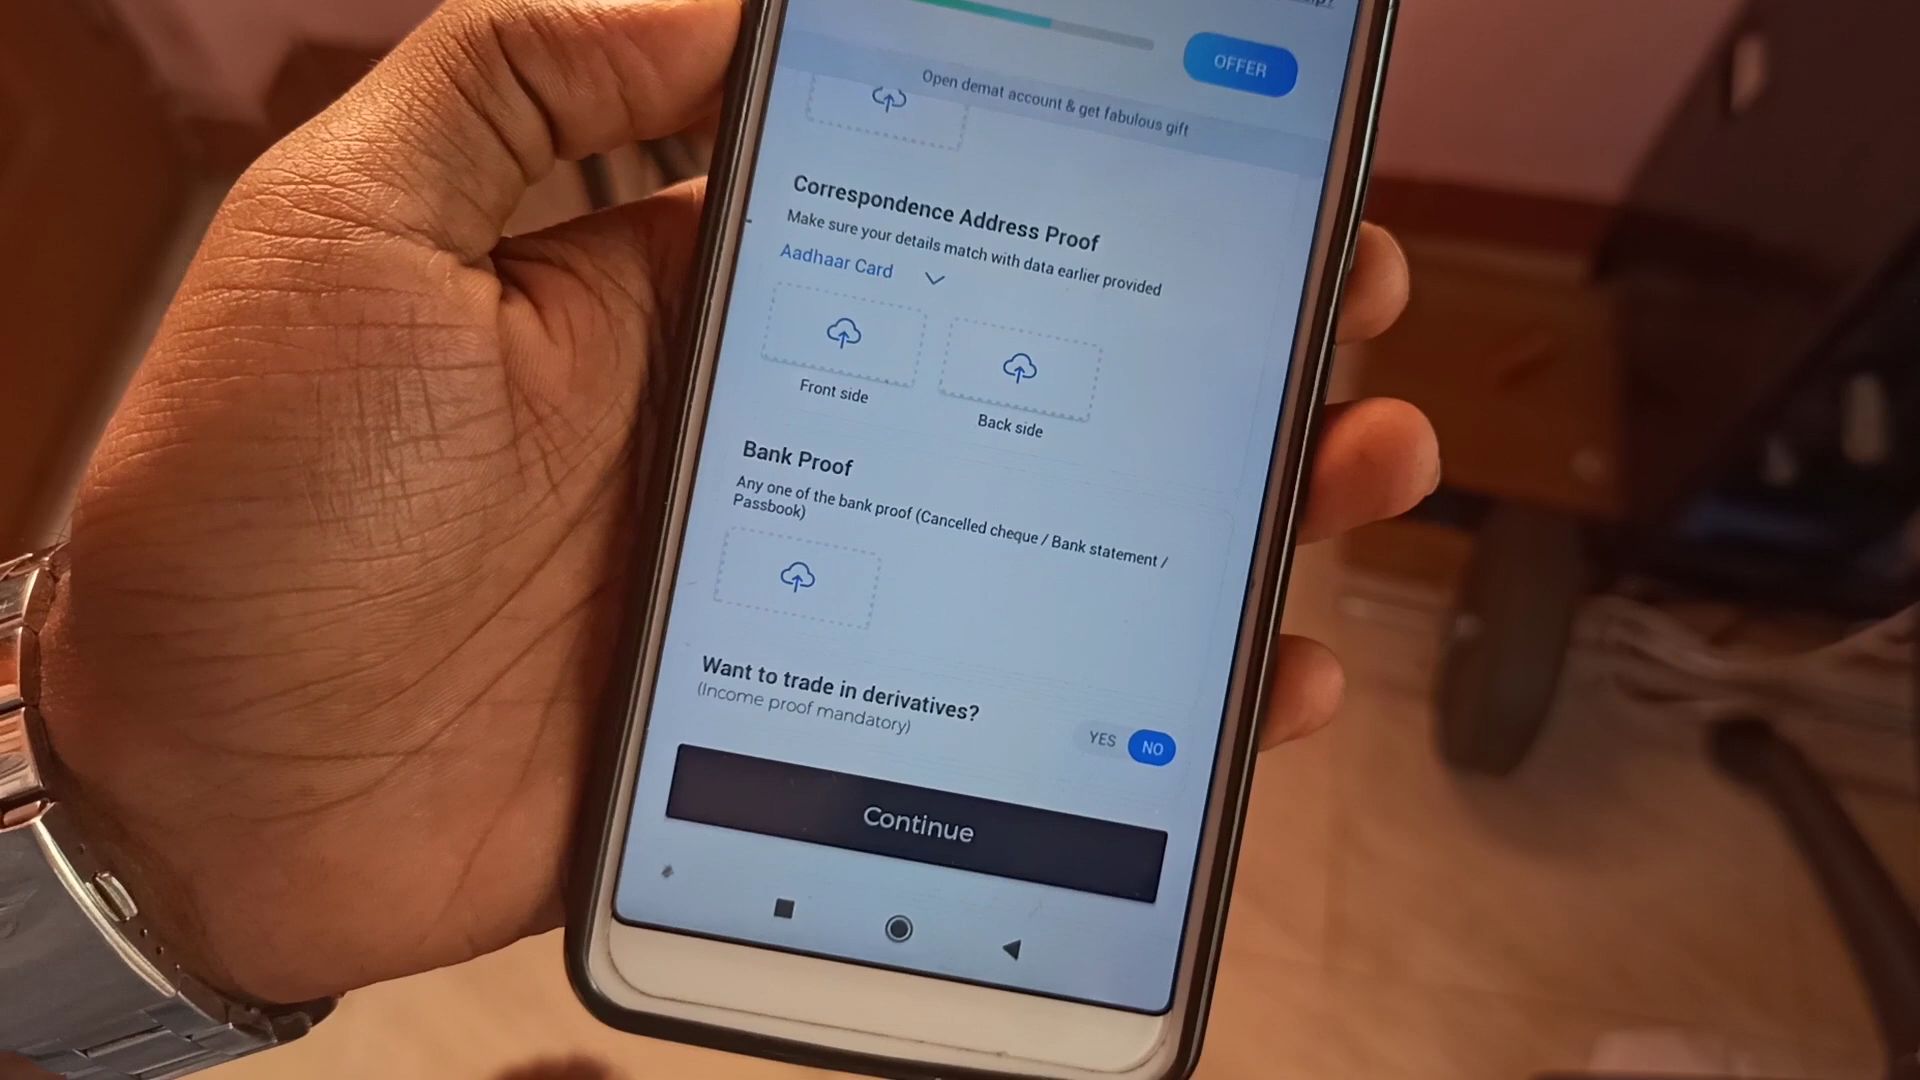 OFFER
Open demat account & get fabulous gift
Correspondence Address Proof
Make sure your details match with data earlier provided
Aadhaar Card
Front side
Back side
Bank Proof
Any one of the bank proof (Cancelled cheque / Bank statement /
Passbook)
Want to trade in derivatives?
(Income proof mandatory)
YES NO
Continue